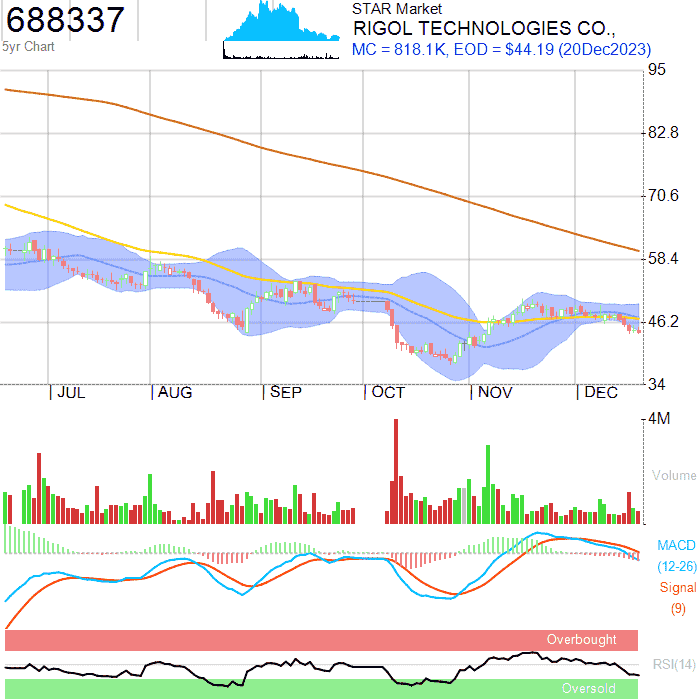 688337
5yr Chart
STAR Market
RIGOL TECHNOLOGIES CO.,
MC = 818.1K, EOD = $44.19 (20Dec2023)
95
82.8
70.6
58.4
46.2
34
JUL
AUG
SEP
OCT
NOV
DEC
4M
Volume
MACD
(12-26)
Signal
(9)
Overbought
RSI(14)
Oversold